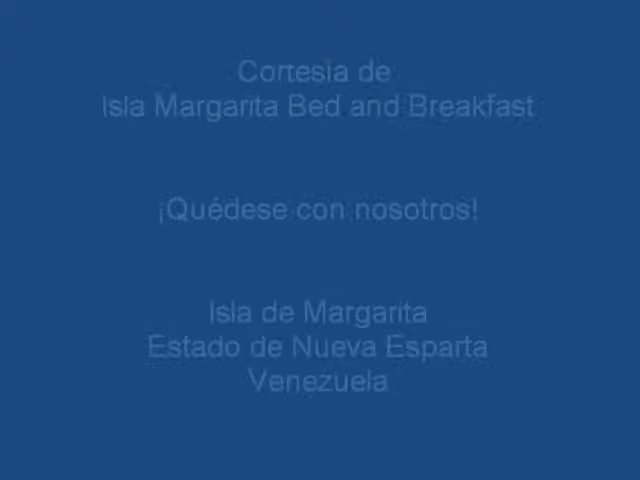 Cortesia de
Isla Margarita Bed and Breakfast
¡Quédese con nosotros!
Isla de Margarita
Estado de Nueva Esparta
Venezuela